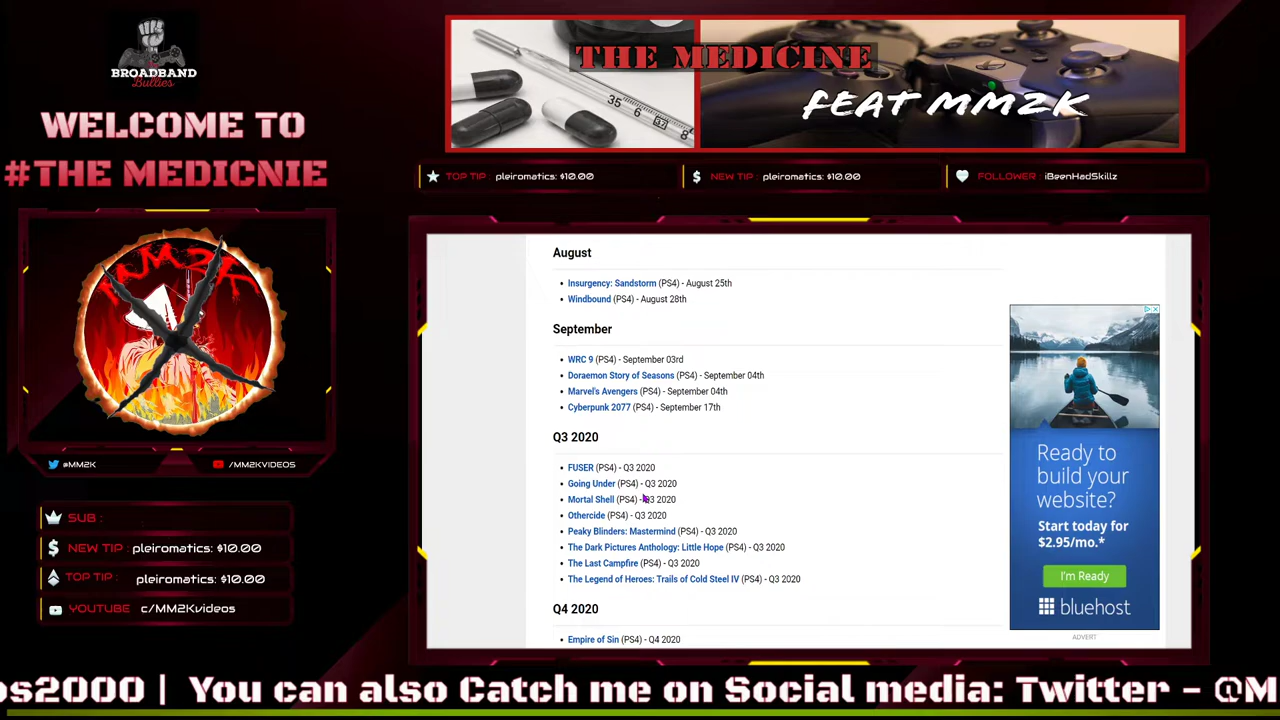 BROADBAND
Bullies
WELCOME TO
#THE MEDICNIE
THE MEDICINE
FEAT MM2K
35 6 8
TOP TIP : pleiromatics: $10.00
NEW TIP : pleiromatics: $10.00
FOLLOWER : iBeenHadSkillz
MM2K
@MM2K
/MM2KVIDEOS
SUB :
NEW TIP : pleiromatics: $10.00
TOP TIP : pleiromatics: $10.00
YOUTUBE c/MM2Kvideos
August
• Insurgency: Sandstorm (PS4) - August 25th
• Windbound (PS4) - August 28th
September
• WRC 9 (PS4) - September 03rd
• Doraemon Story of Seasons (PS4) - September 04th
• Marvel's Avengers (PS4) - September 04th
• Cyberpunk 2077 (PS4) - September 17th
Q3 2020
• FUSER (PS4) - Q3 2020
• Going Under (PS4) - Q3 2020
• Mortal Shell (PS4) - Q3 2020
• Othercide (PS4) - Q3 2020
• Peaky Blinders: Mastermind (PS4) - Q3 2020
• The Dark Pictures Anthology: Little Hope (PS4) - Q3 2020
• The Last Campfire (PS4) - Q3 2020
• The Legend of Heroes: Trails of Cold Steel IV (PS4) - Q3 2020
Q4 2020
• Empire of Sin (PS4) - Q4 2020
Ready to
build your
website?
Start today for
$2.95/mo.*
I'm Ready
bluehost
ADVERT
os2000 | You can also Catch me on Social media: Twitter - @M